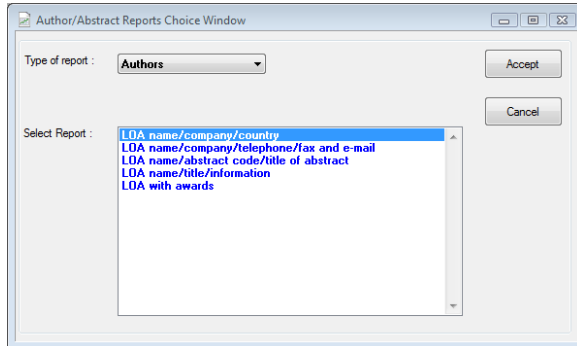 Author/Abstract Reports Choice Window
Type of report :
Authors
Accept
Cancel
Select Report :
LOA name/company/country
LOA name/company/telephone/fax and e-mail
LOA name/abstract code/title of abstract
LOA name/title/information
LOA with awards